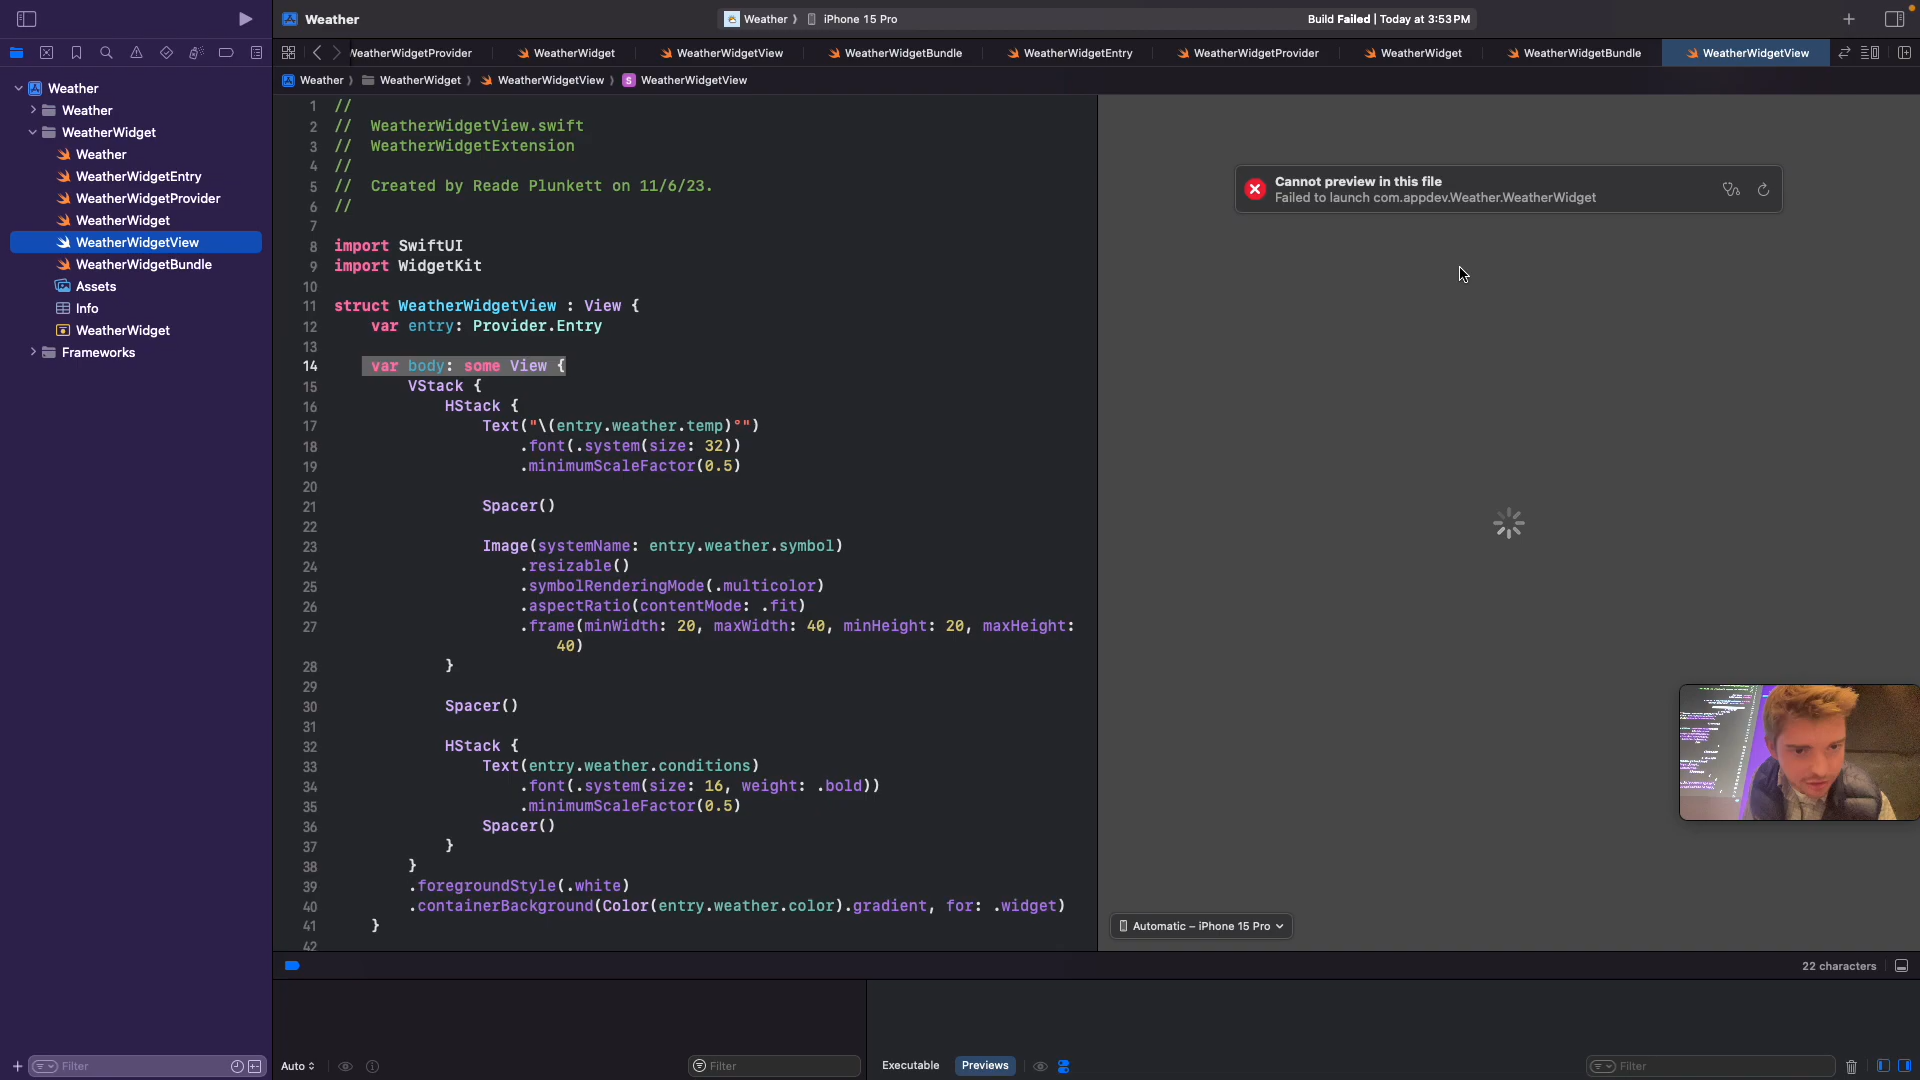 Weather
Weather ⟩ iPhone 15 Pro
Build Failed | Today at 3:53 PM
WeatherWidgetProvider
WeatherWidget
WeatherWidgetView
WeatherWidgetBundle
WeatherWidgetEntry
WeatherWidgetProvider
WeatherWidget
WeatherWidgetBundle
WeatherWidgetView
Weather ⟩ WeatherWidget ⟩ WeatherWidgetView ⟩ S WeatherWidgetView
Weather
Weather
WeatherWidget
Weather
WeatherWidgetEntry
WeatherWidgetProvider
WeatherWidget
WeatherWidgetView
WeatherWidgetBundle
Assets
Info
WeatherWidget
Frameworks
Filter
1 //
2 //  WeatherWidgetView.swift
3 //  WeatherWidgetExtension
4 //
5 //  Created by Reade Plunkett on 11/6/23.
6 //
7
8 import SwiftUI
9 import WidgetKit
10
11 struct WeatherWidgetView : View {
12     var entry: Provider.Entry
13
14     var body: some View {
15         VStack {
16             HStack {
17                 Text("\(entry.weather.temp)°")
18                     .font(.system(size: 32))
19                     .minimumScaleFactor(0.5)
20
21                 Spacer()
22
23                 Image(systemName: entry.weather.symbol)
24                     .resizable()
25                     .symbolRenderingMode(.multicolor)
26                     .aspectRatio(contentMode: .fit)
27                     .frame(minWidth: 20, maxWidth: 40, minHeight: 20, maxHeight:
40)
28             }
29
30             Spacer()
31
32             HStack {
33                 Text(entry.weather.conditions)
34                     .font(.system(size: 16, weight: .bold))
35                     .minimumScaleFactor(0.5)
36                 Spacer()
37             }
38         }
39         .foregroundStyle(.white)
40         .containerBackground(Color(entry.weather.color).gradient, for: .widget)
41     }
42
Cannot preview in this file
Failed to launch com.appdev.Weather.WeatherWidget
Automatic – iPhone 15 Pro
22 characters
Auto
Filter
Executable
Previews
Filter